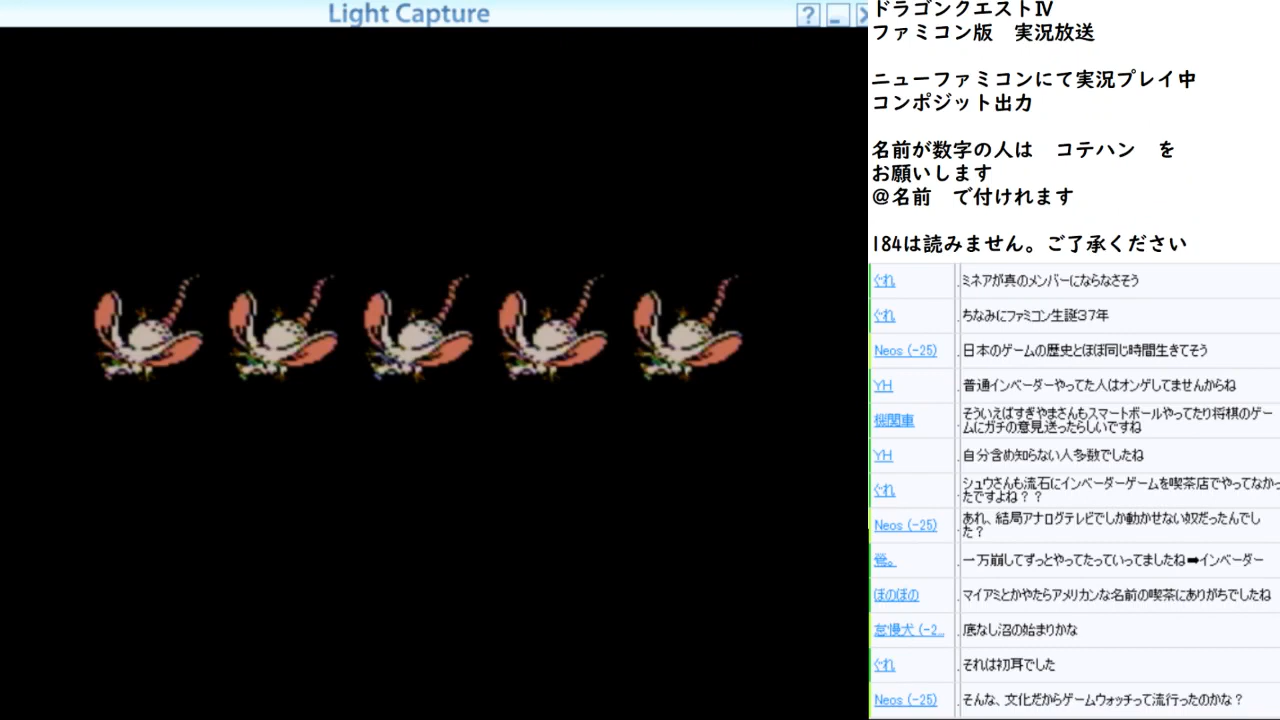 Light Capture
ドラゴンクエストⅣ
ファミコン版　実況放送
ニューファミコンにて実況プレイ中
コンポジット出力
名前が数字の人は　コテハン　を
お願いします
＠名前　で付けれます
184は読みません。ご了承ください
ぐれ .ミネアが真のメンバーにならなさそう
ぐれ .ちなみにファミコン生誕37年
Neos (-25) .日本のゲームの歴史とほぼ同じ時間生きてそう
YH .普通インベーダーやってた人はオンゲしてませんからね
機関車 .そういえばすぎやまさんもスマートボールやってたり将棋のゲー
ムにガチの意見送ったらしいですね
YH .自分含め知らない人多数でしたね
ぐれ .シュウさんも流石にインベーダーゲームを喫茶店でやってなかっ
たですよね？？
Neos (-25) .あれ、結局アナログテレビでしか動かせない奴だったんでし
た？
.一万崩してずっとやってたっていってましたね➡インベーダー
ぽのぽの .マイアミとかやたらアメリカンな名前の喫茶にありがちでしたね
怠慢犬 (-2... .底なし沼の始まりかな
ぐれ .それは初耳でした
Neos (-25) .そんな、文化だからゲームウォッチって流行ったのかな？